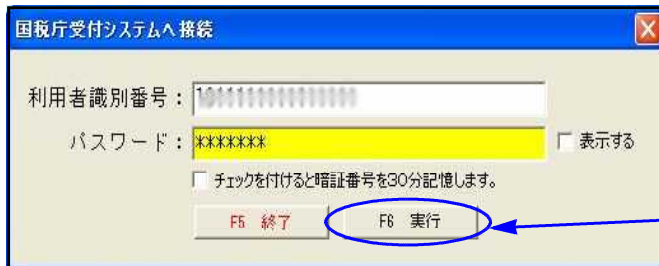 国税庁受付システムへ接続
利用者識別番号：
パスワード： ******* 表示する
チェックを付けると暗証番号を30分記憶します。
F5 終了 F6 実行